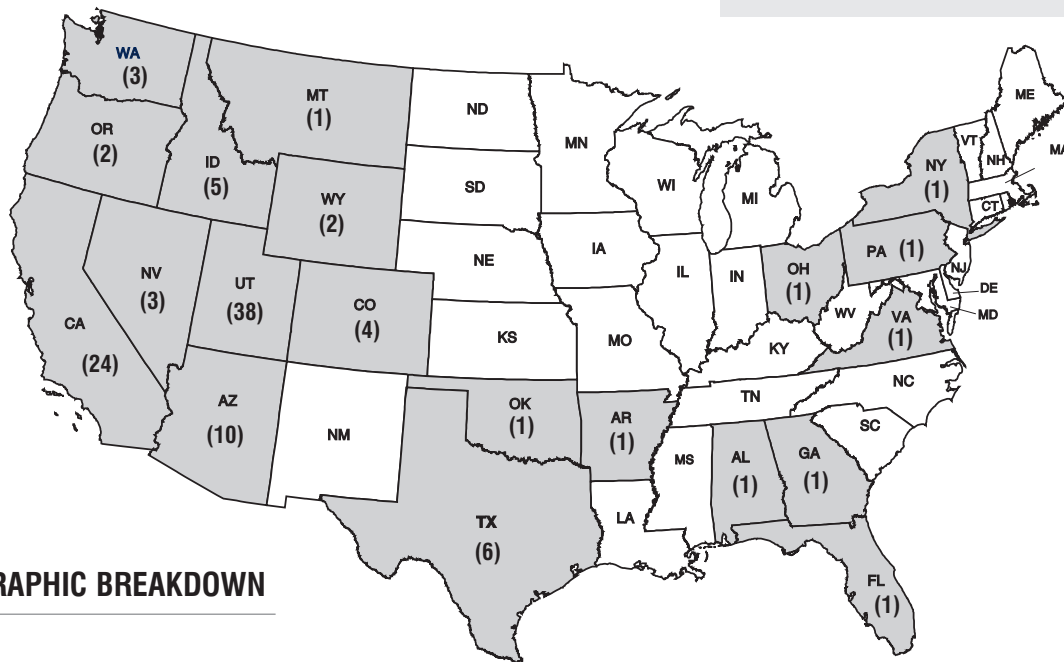 WA
(3)
MT
(1)
ND
MN
ME
OR
(2)
ID
(5)
SD
WI
MI
VT
NH
MA
NY
(1)
WY
(2)
CT
NE
IA
PA (1)
NV
(3)
UT
(38)
CO
(4)
IL
IN
OH
(1)
NJ
DE
MD
WV
VA
(1)
CA
(24)
KS
MO
KY
AZ
(10)
NM
OK
(1)
AR
(1)
TN
NC
SC
MS
AL
(1)
GA
(1)
TX
(6)
LA
FL
(1)
RAPHIC BREAKDOWN